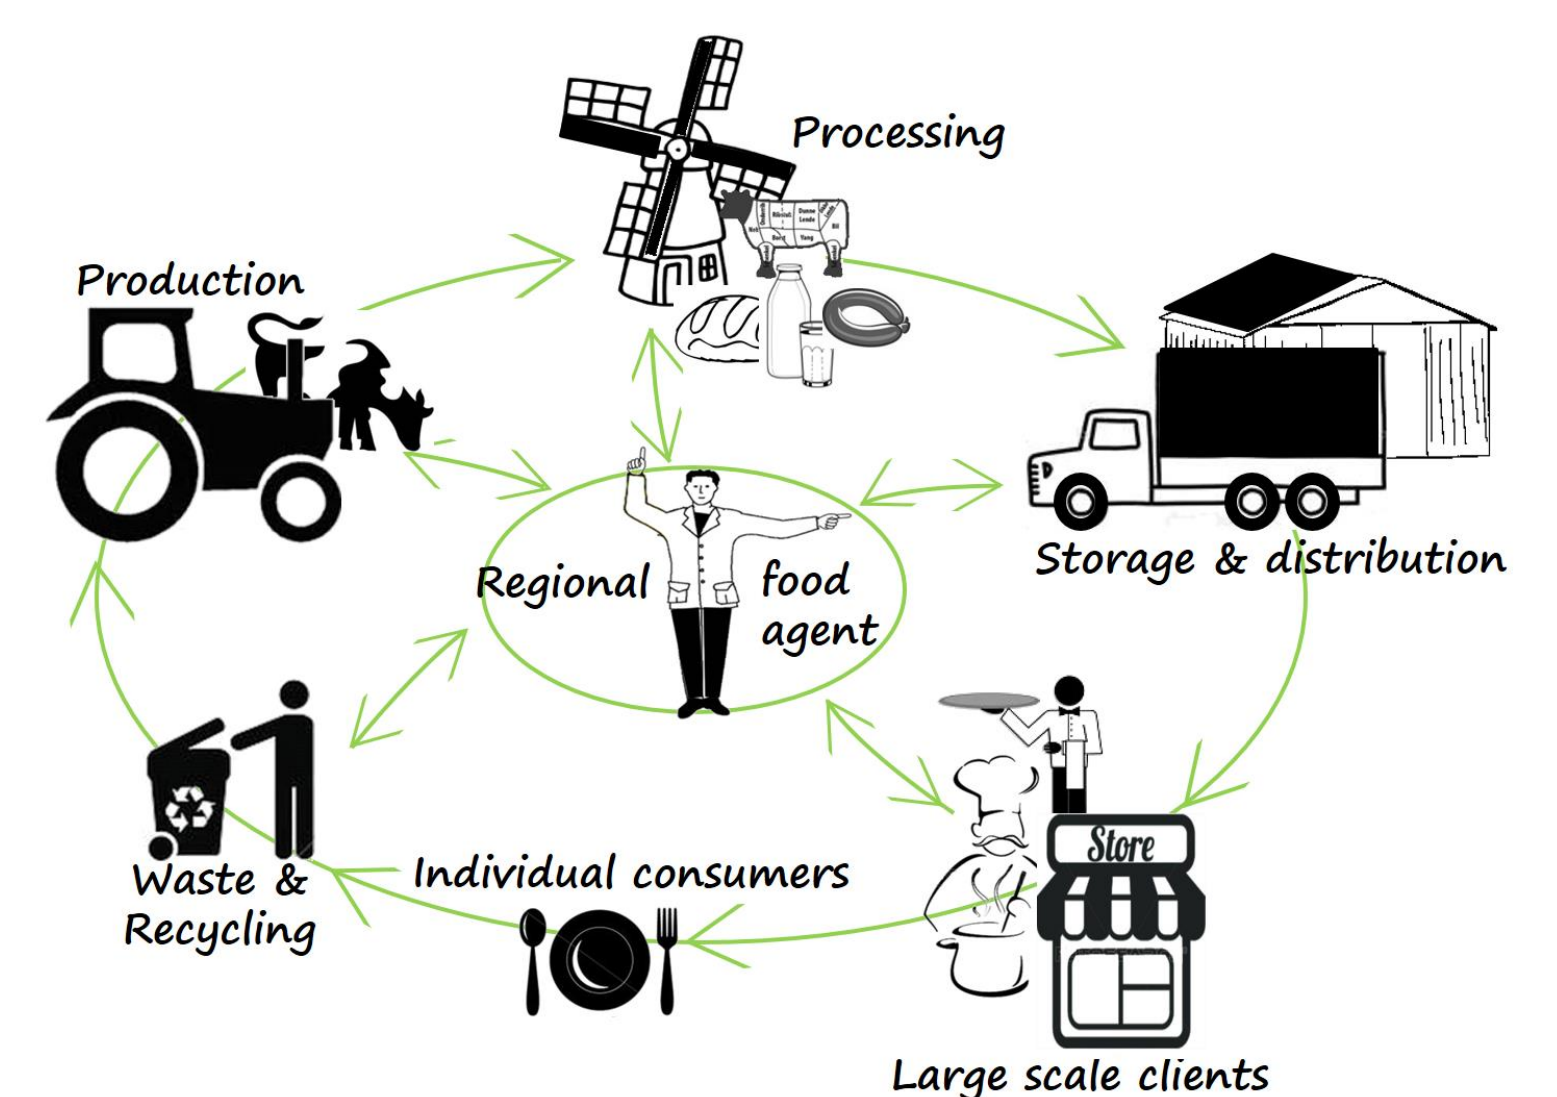 Processing
Production
Storage & distribution
Regional food
agent
Store
Individual consumers
Waste &
Recycling
Large scale clients